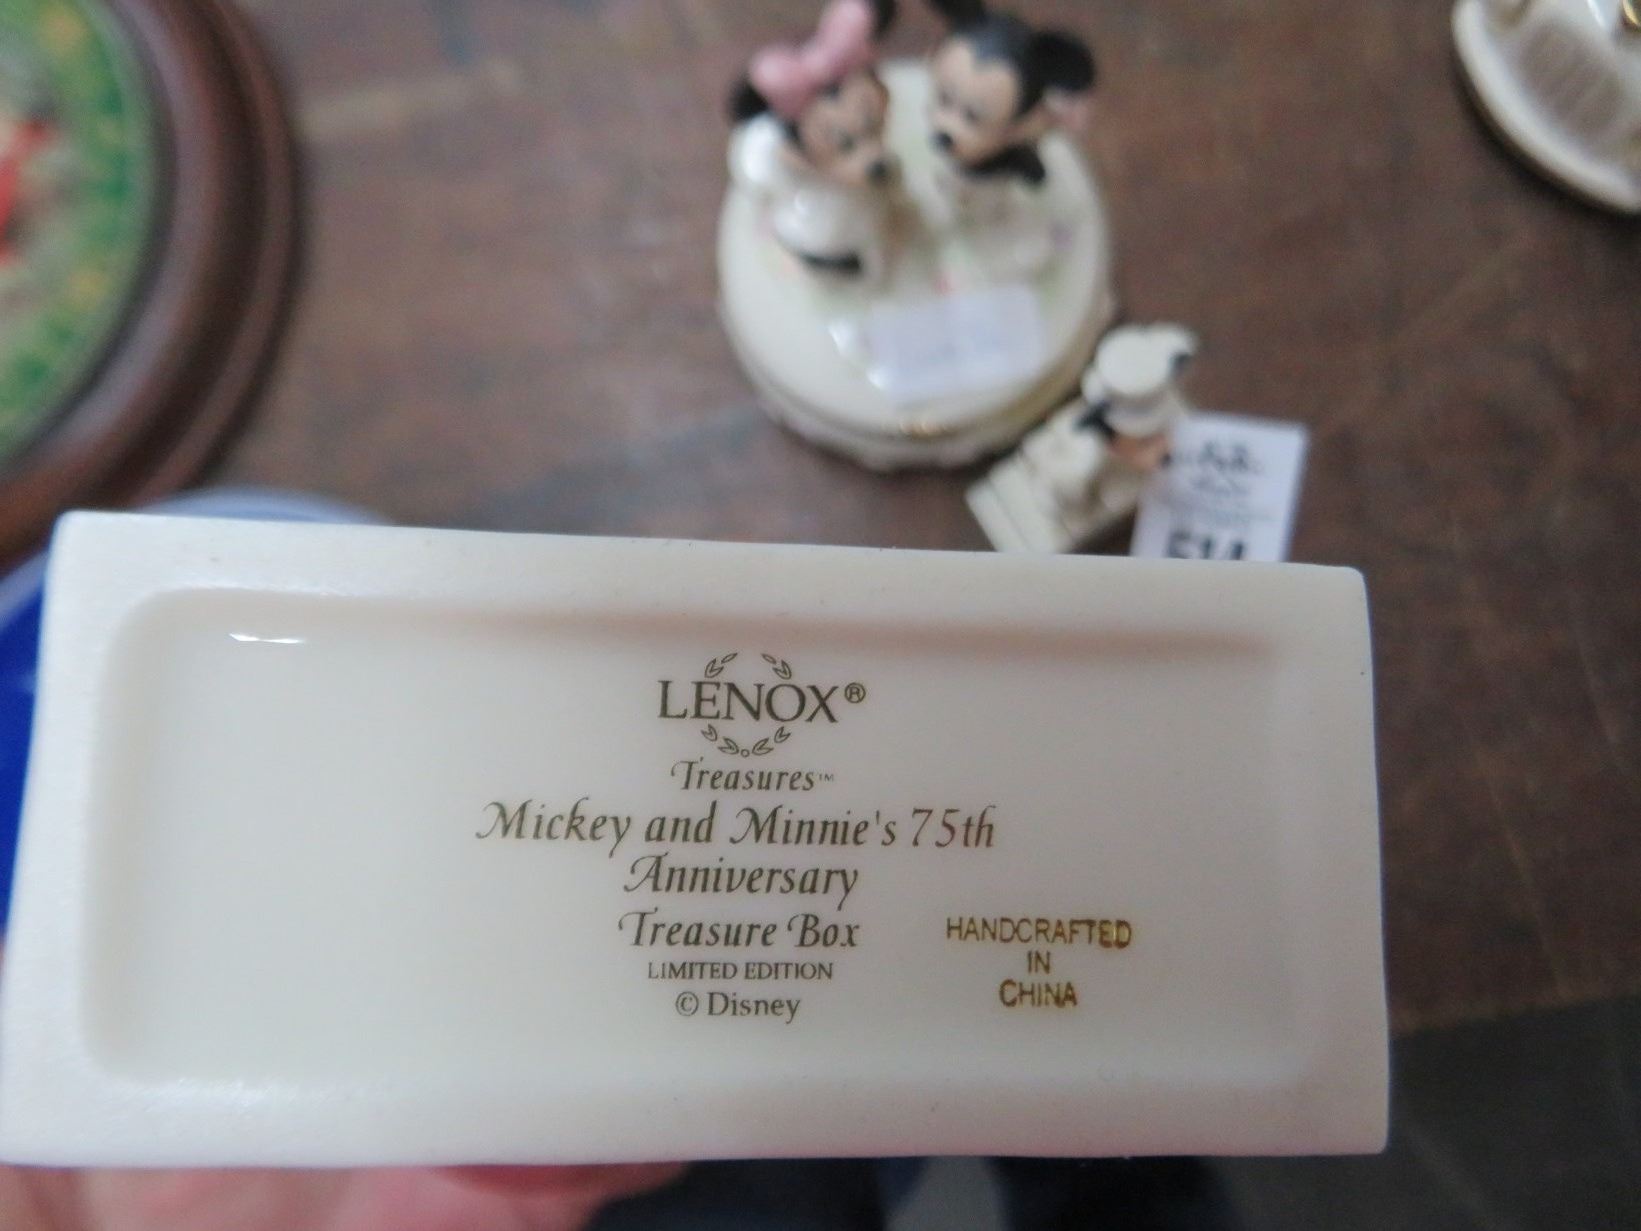 LENOX®
Treasures™
Mickey and Minnie's 75th
Anniversary
Treasure Box
LIMITED EDITION
© Disney
HANDCRAFTED
IN
CHINA